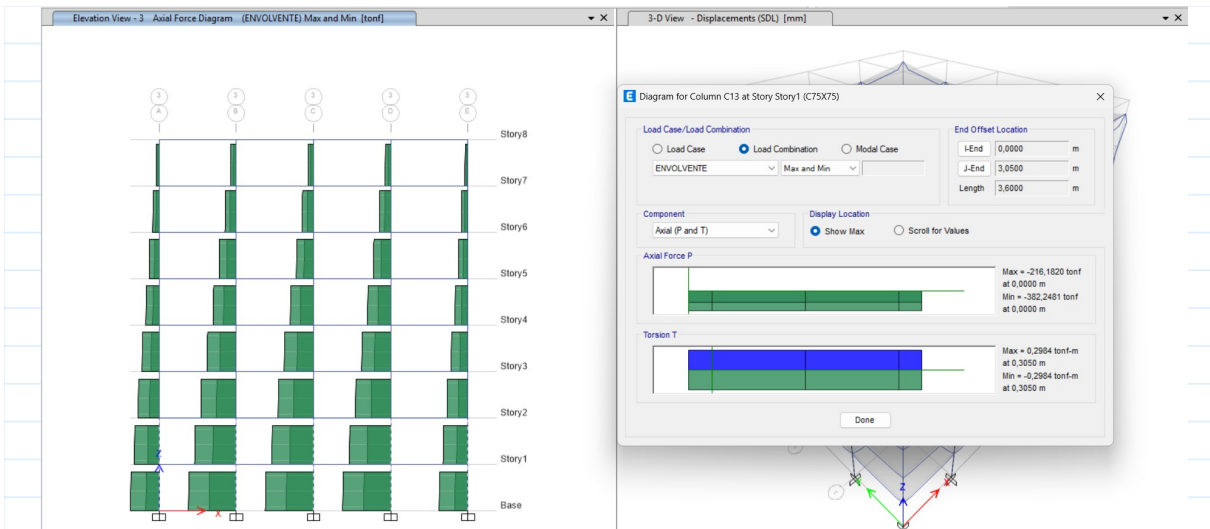 Elevation View - 3 Axial Force Diagram (ENVOLVENTE) Max and Min [tonf]
3 3 3 3 3
A B C D E
Story8
Story7
Story6
Story5
Story4
Story3
Story2
Story1
Base
Z
X
3-D View - Displacements (SDL) [mm]
E Diagram for Column C13 at Story Story1 (C75X75)
Load Case/Load Combination
Load Case Load Combination Modal Case
ENVOLVENTE Max and Min
End Offset Location
I-End 0,0000 m
J-End 3,0500 m
Length 3,6000 m
Component
Axial (P and T)
Display Location
Show Max Scroll for Values
Axial Force P
Max = -216,1820 tonf
at 0,0000 m
Min = -382,2481 tonf
at 0,0000 m
Torsion T
Max = 0,2984 tonf-m
at 0,3050 m
Min = -0,2984 tonf-m
at 0,3050 m
Done
Z
X